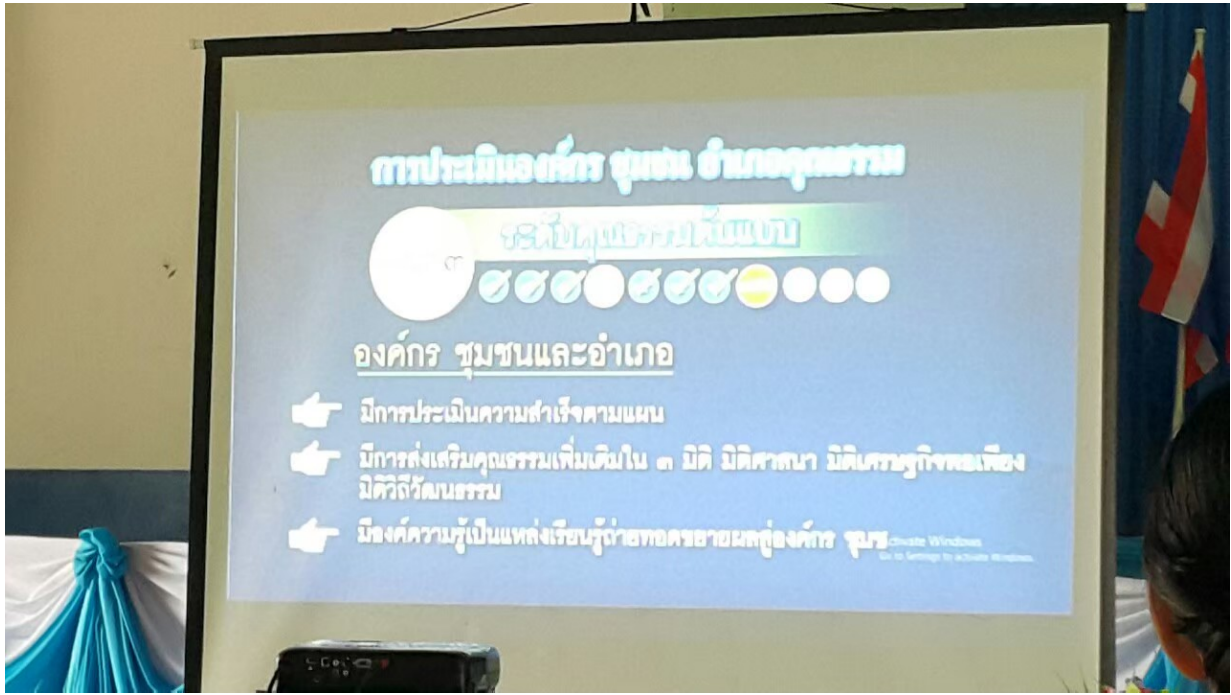 การประเมินองค์กร ชุมชน อำเภอคุณธรรม
ระดับคุณธรรมต้นแบบ
๓
องค์กร ชุมชนและอำเภอ
มีการประเมินความสำเร็จตามแผน
มีการส่งเสริมคุณธรรมเพิ่มเติมใน ๓ มิติ มิติศาสนา มิติเศรษฐกิจพอเพียง
มิติวิถีวัฒนธรรม
มีองค์ความรู้เป็นแหล่งเรียนรู้ถ่ายทอดขยายผลสู่องค์กร ชุมช
Activate Windows
Go to Settings to activate Windows.